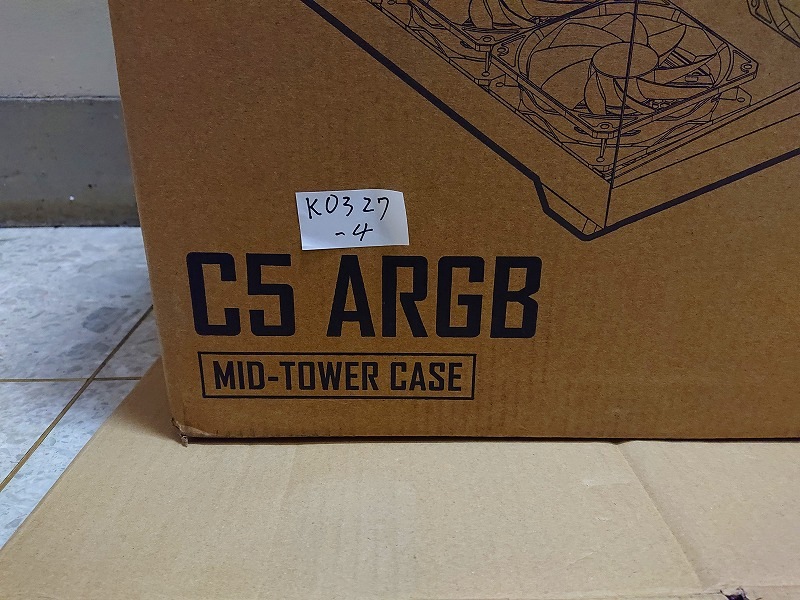 K0327
-4
C5 ARGB
MID-TOWER CASE